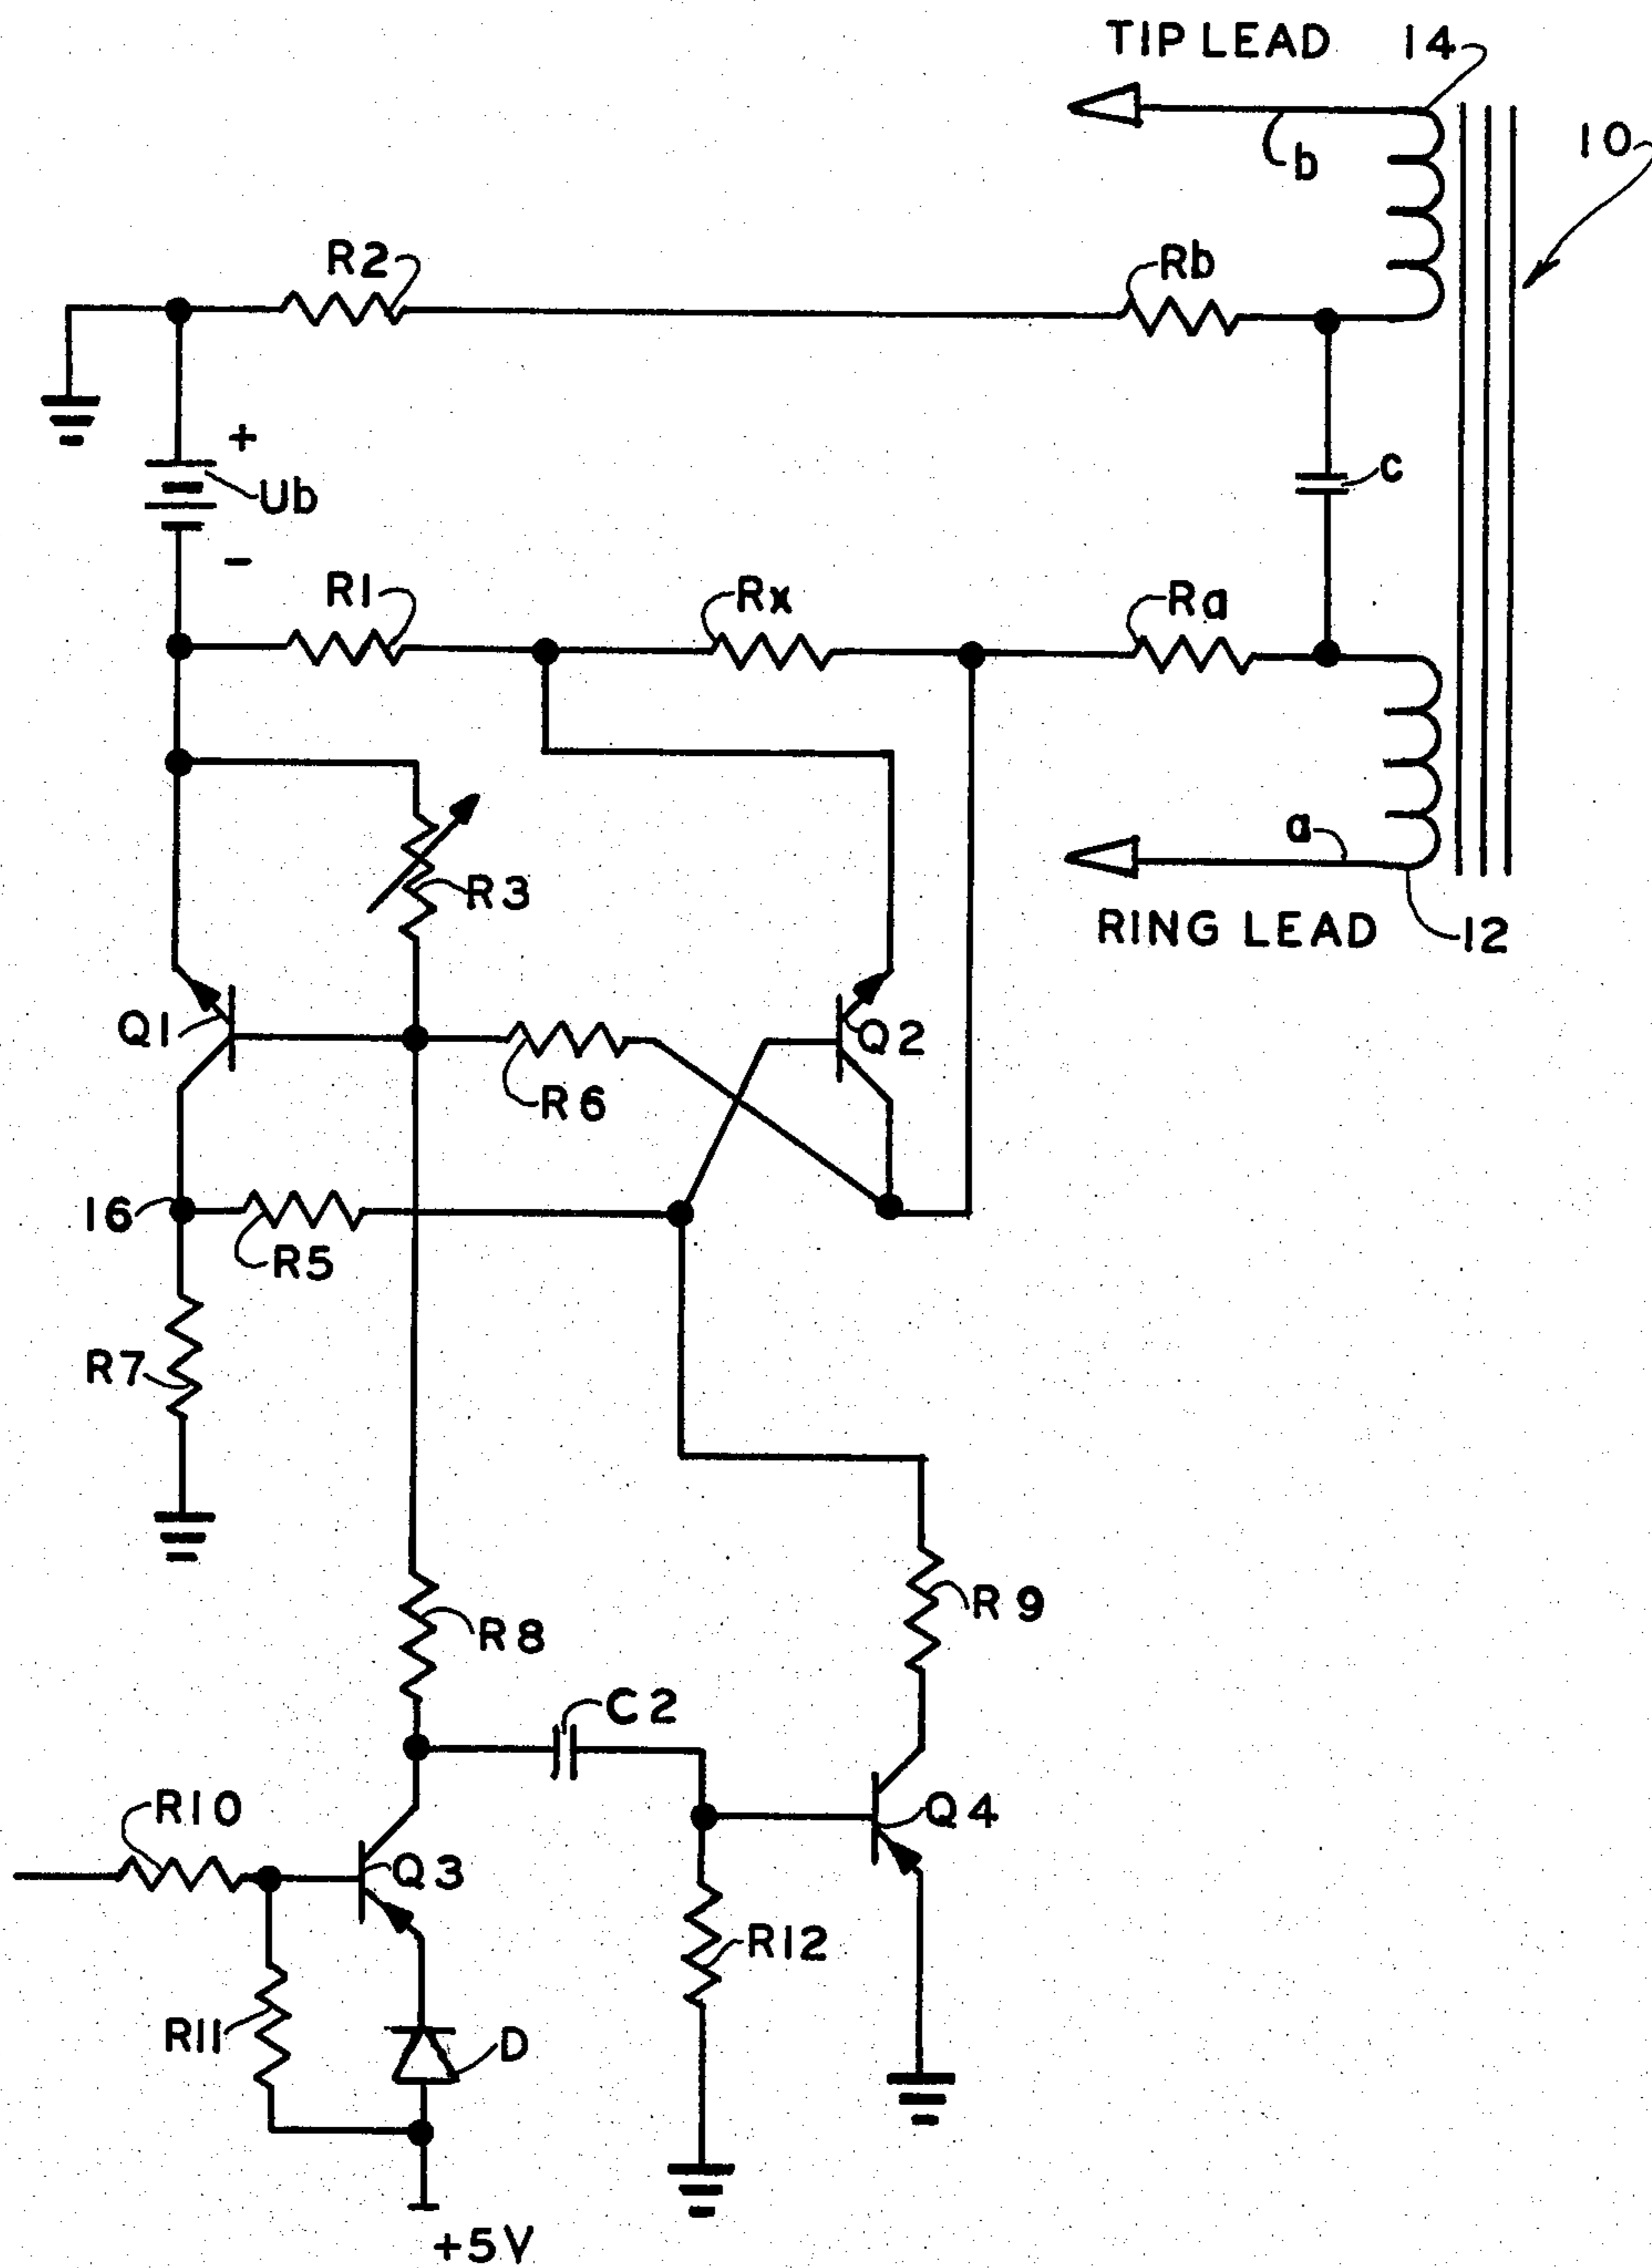 TIP LEAD 14
10
b
R2
Rb
+
Ub
c
-
R1
Rx
Ra
a
R3
RING LEAD
12
Q1
Q2
R6
16
R5
R7
R9
R8
C2
R10
Q4
Q3
R12
R11
D
+5V